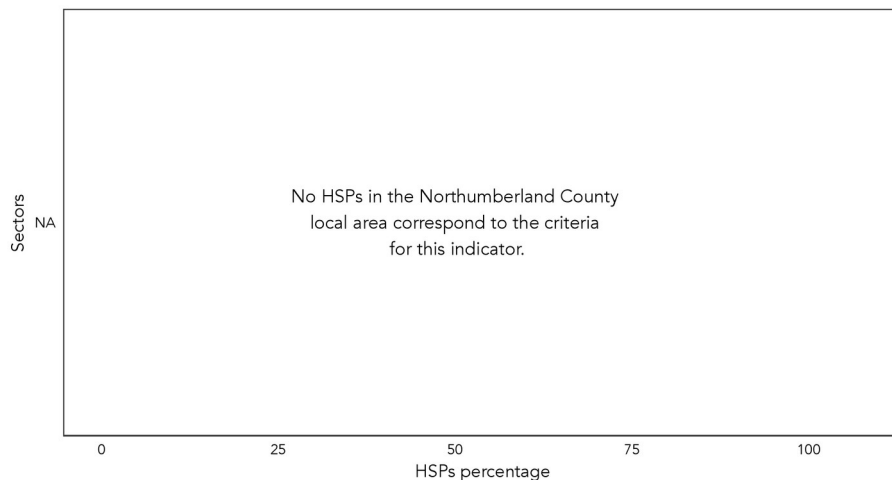 Sectors
NA
No HSPs in the Northumberland County
local area correspond to the criteria
for this indicator.
0 25 50 75 100
HSPs percentage